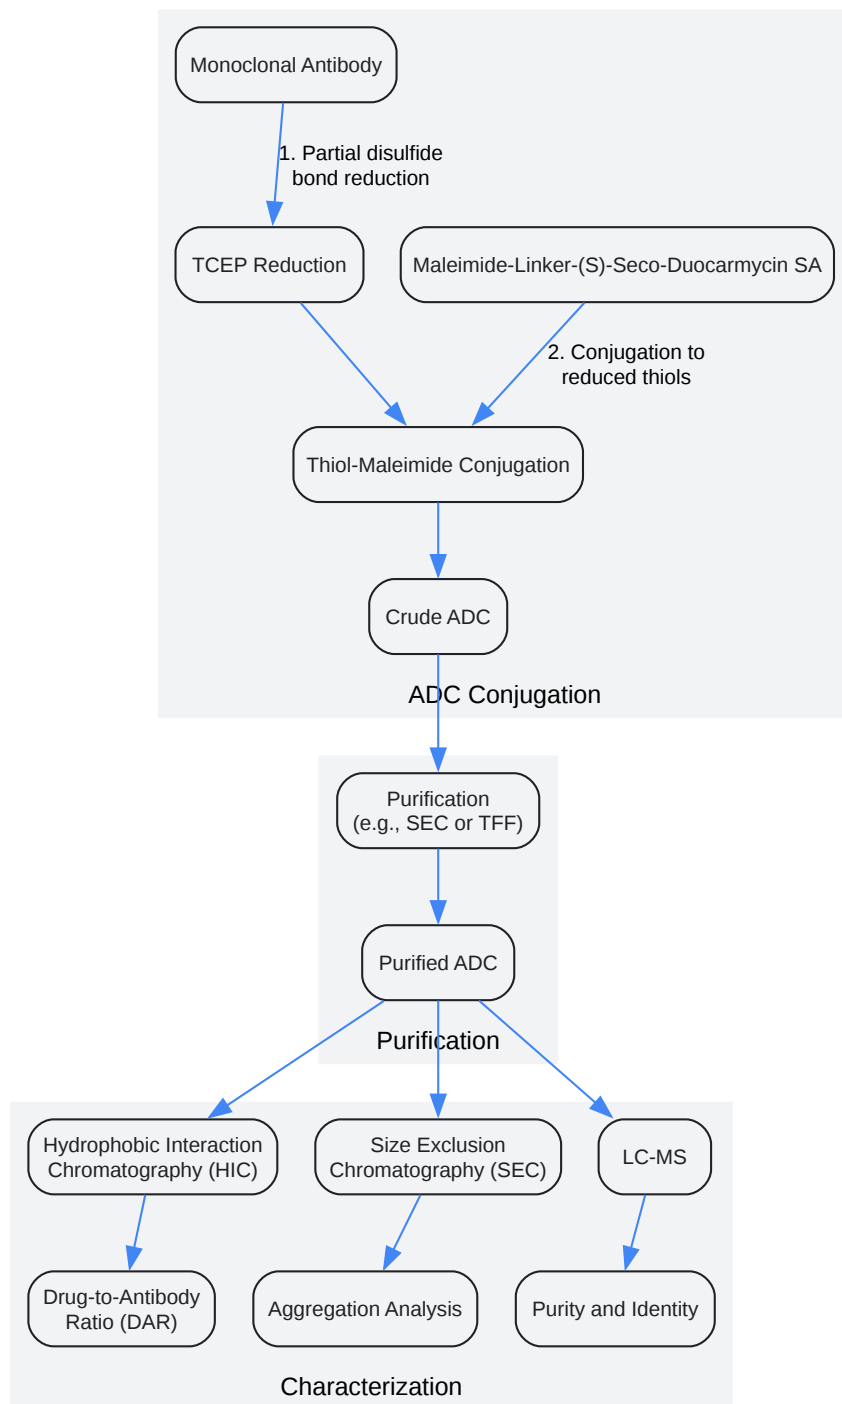 Monoclonal Antibody
1. Partial disulfide
bond reduction
TCEP Reduction
Maleimide-Linker-(S)-Seco-Duocarmycin SA
2. Conjugation to
reduced thiols
Thiol-Maleimide Conjugation
Crude ADC
ADC Conjugation
Purification
(e.g., SEC or TFF)
Purified ADC
Purification
Hydrophobic Interaction
Chromatography (HIC)
Size Exclusion
Chromatography (SEC)
LC-MS
Drug-to-Antibody
Ratio (DAR)
Aggregation Analysis
Purity and Identity
Characterization